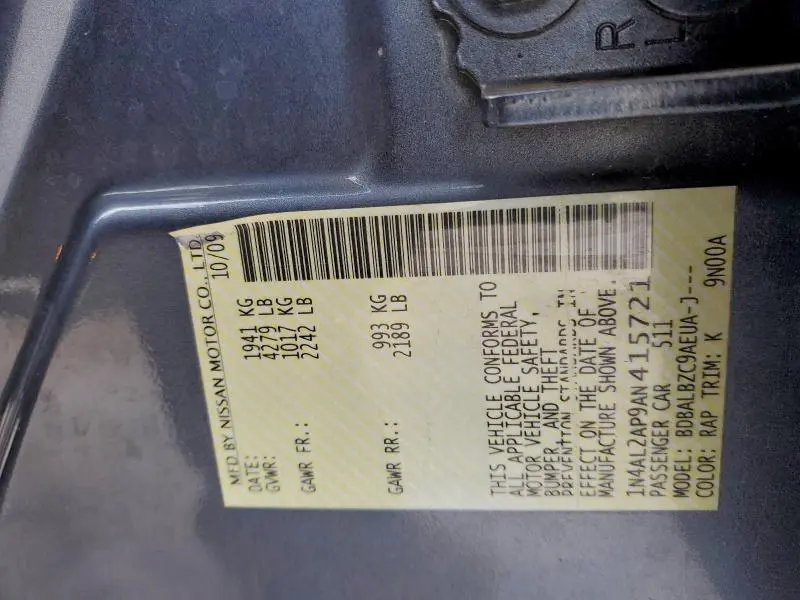 MFD BY NISSAN MOTOR CO., LTD.
DATE: 10/09
GVWR: 1941 KG
4279 LB
GAWR FR.: 1017 KG
2242 LB
GAWR RR.: 993 KG
2189 LB
THIS VEHICLE CONFORMS TO
ALL APPLICABLE FEDERAL
MOTOR VEHICLE SAFETY,
BUMPER, AND THEFT
PREVENTION STANDARDS IN
EFFECT ON THE DATE OF
MANUFACTURE SHOWN ABOVE.
1N4AL2AP9AN415721
PASSENGER CAR 511
MODEL: BDBALBZC9AEUA-J---
COLOR: RAP TRIM: K 9N00A
R
L